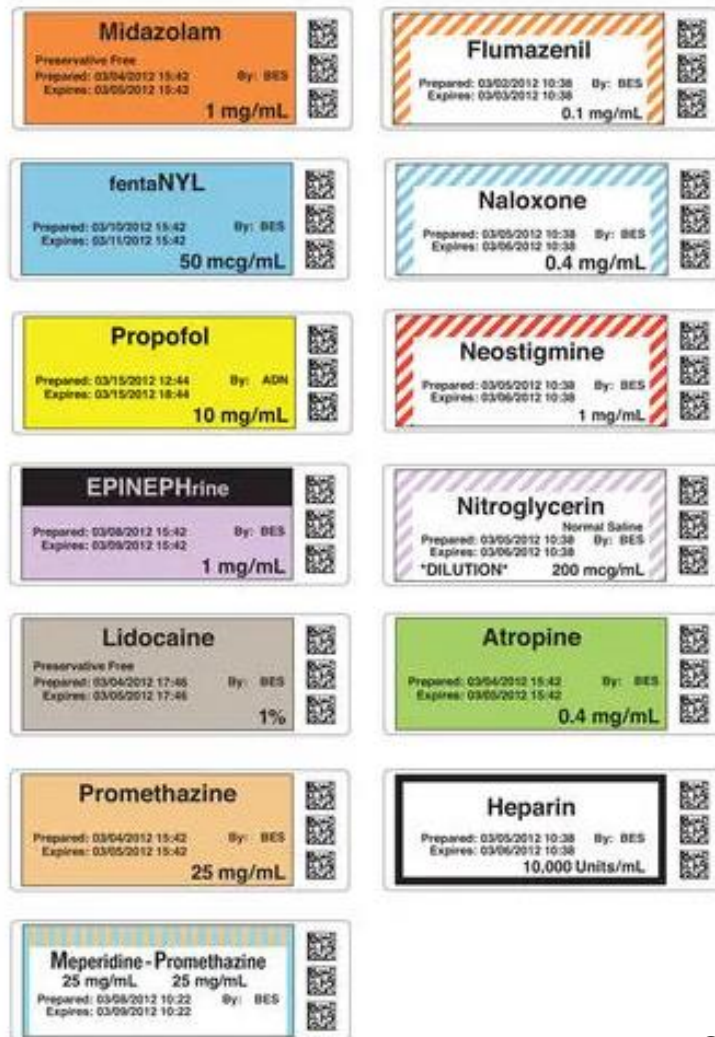 Midazolam
Preservative Free
Prepared: 03/04/2012 15:42 By: BES
Expires: 03/05/2012 15:42
1 mg/mL
Flumazenil
Prepared: 03/02/2012 10:38 By: BES
Expires: 03/03/2012 10:38
0.1 mg/mL
fentaNYL
Prepared: 03/10/2012 15:42 By: BES
Expires: 03/11/2012 15:42
50 mcg/mL
Naloxone
Prepared: 03/05/2012 10:38 By: BES
Expires: 03/06/2012 10:38
0.4 mg/mL
Propofol
Prepared: 03/15/2012 12:44 By: ADN
Expires: 03/15/2012 18:44
10 mg/mL
Neostigmine
Prepared: 03/05/2012 10:38 By: BES
Expires: 03/06/2012 10:38
1 mg/mL
EPINEPHrine
Prepared: 03/08/2012 15:42 By: BES
Expires: 03/09/2012 15:42
1 mg/mL
Nitroglycerin
Normal Saline
Prepared: 03/05/2012 10:38 By: BES
Expires: 03/06/2012 10:38
*DILUTION* 200 mcg/mL
Lidocaine
Preservative Free
Prepared: 03/04/2012 17:46 By: BES
Expires: 03/05/2012 17:46
1%
Atropine
Prepared: 03/04/2012 15:42 By: BES
Expires: 03/05/2012 15:42
0.4 mg/mL
Promethazine
Prepared: 03/04/2012 15:42 By: BES
Expires: 03/05/2012 15:42
25 mg/mL
Heparin
Prepared: 03/05/2012 10:38 By: BES
Expires: 03/06/2012 10:38
10,000 Units/mL
Meperidine-Promethazine
25 mg/mL 25 mg/mL
Prepared: 03/08/2012 10:22 By: BES
Expires: 03/09/2012 10:22